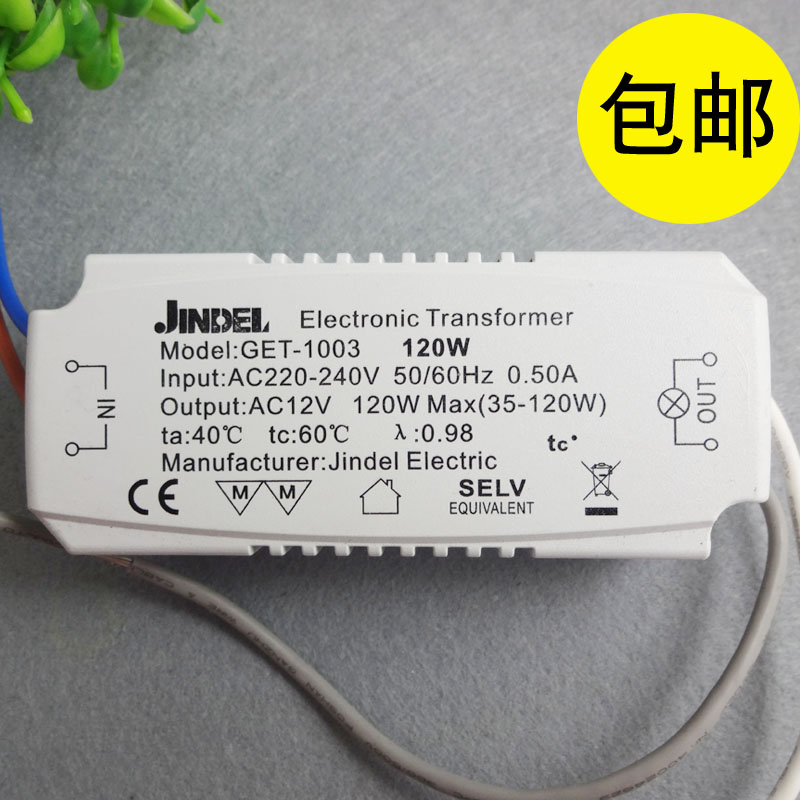 包邮
JINDEL Electronic Transformer
Model:GET-1003 120W
Input:AC220-240V 50/60Hz 0.50A
Output:AC12V 120W Max(35-120W)
ta:40℃ tc:60℃ λ:0.98
tc
Manufacturer:Jindel Electric
IN
OUT
CE
M M
SELV
EQUIVALENT